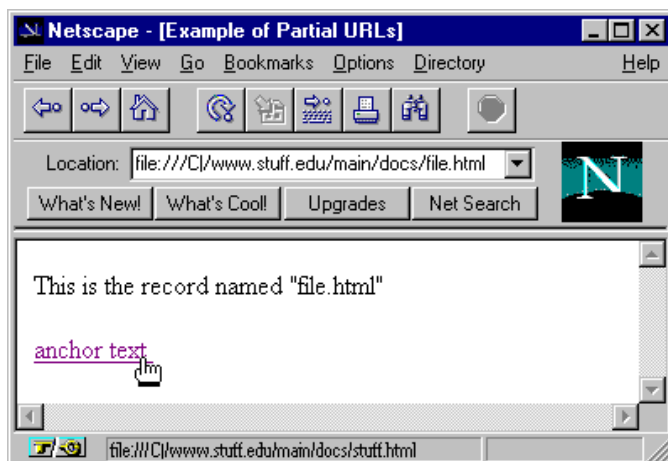 Netscape - [Example of Partial URLs]
File Edit View Go Bookmarks Options Directory Help
Location: file:///C|/www.stuff.edu/main/docs/file.html
N
What's New! What's Cool! Upgrades Net Search
This is the record named "file.html"
anchor text
file:///C|/wwww.stuff.edu/main/docs/stuff.html